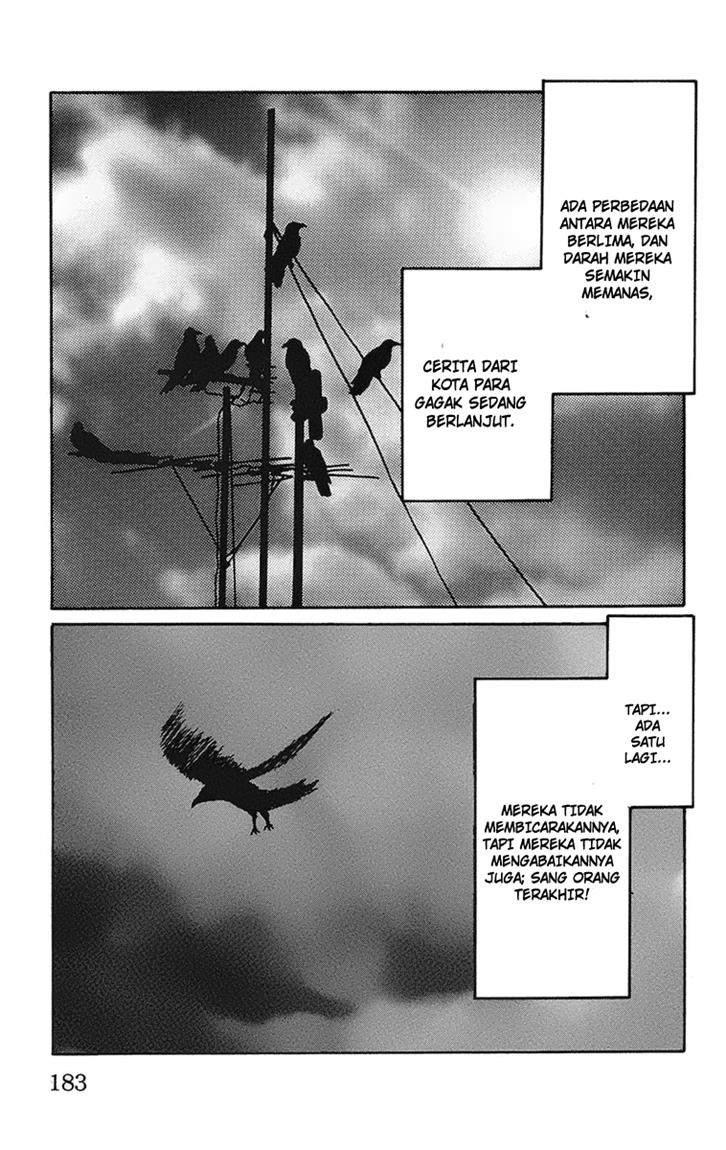 ADA PERBEDAAN
ANTARA MEREKA
BERLIMA, DAN
DARAH MEREKA
SEMAKIN
MEMANAS,
CERITA DARI
KOTA PARA
GAGAK SEDANG
BERLANJUT.
TAPI...
ADA
SATU
LAGI...
MEREKA TIDAK
MEMBICARAKANNYA,
TAPI MEREKA TIDAK
MENGABAIKANNYA
JUGA; SANG ORANG
TERAKHIR!
183